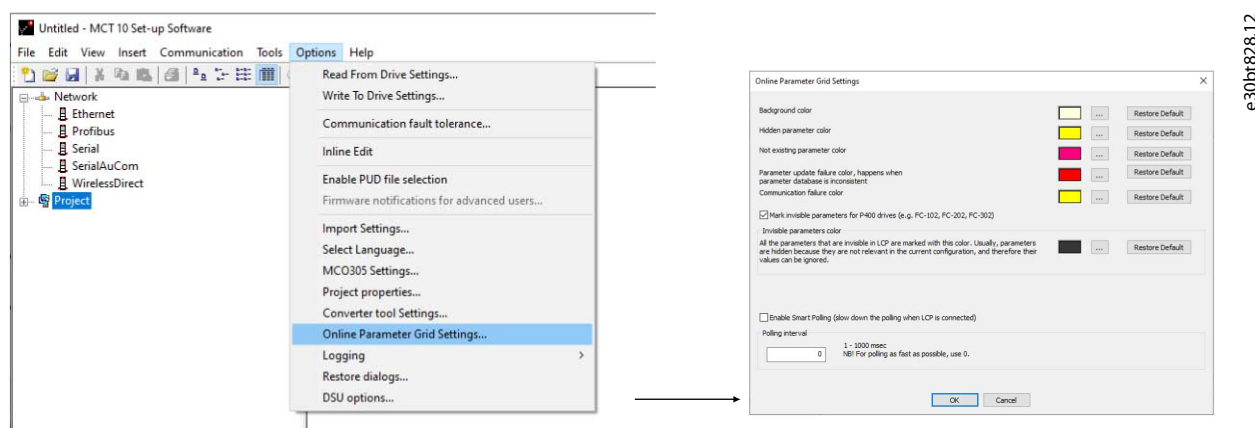 Untitled - MCT 10 Set-up Software
File Edit View Insert Communication Tools Options Help
Network
Ethernet
Profibus
Serial
SerialAuCom
WirelessDirect
Project
Read From Drive Settings...
Write To Drive Settings...
Communication fault tolerance...
Inline Edit
Enable PUD file selection
Firmware notifications for advanced users...
Import Settings...
Select Language...
MCO305 Settings...
Project properties...
Converter tool Settings...
Online Parameter Grid Settings...
Logging >
Restore dialogs...
DSU options...
Online Parameter Grid Settings
Background color ... Restore Default
Hidden parameter color ... Restore Default
Not existing parameter color ... Restore Default
Parameter update failure color, happens when
parameter database is inconsistent ... Restore Default
Communication failure color ... Restore Default
Mark invisible parameters for P400 drives (e.g. FC-102, FC-202, FC-302)
Invisible parameters color
All the parameters that are invisible in LCP are marked with this color. Usually, parameters
are hidden because they are not relevant in the current configuration, and therefore their
values can be ignored.
... Restore Default
Enable Smart Polling (slow down the polling when LCP is connected)
Polling interval
0
1 - 1000 msec
NB! For polling as fast as possible, use 0.
OK Cancel
e30bt828.12